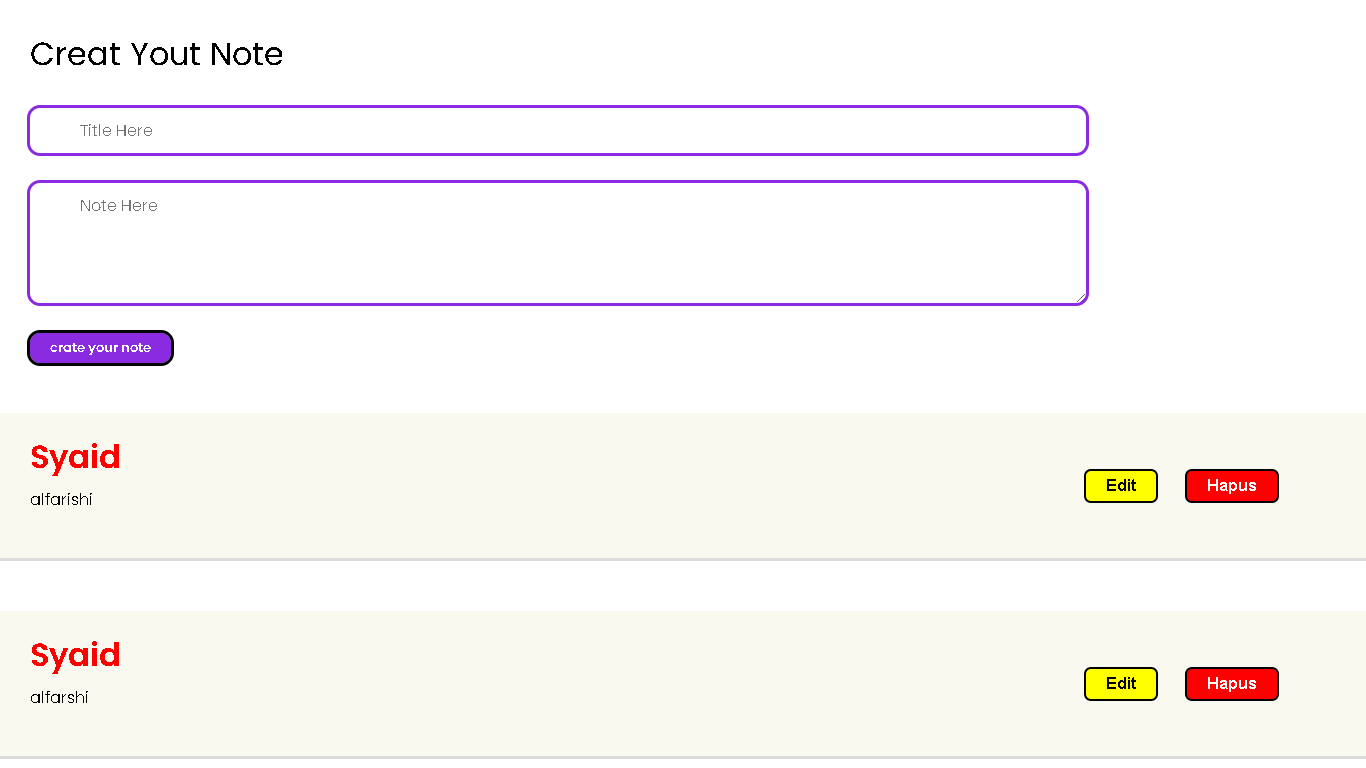 Creat Yout Note
Title Here
Note Here
crate your note
Syaid
alfarishi
Edit
Hapus
Syaid
alfarshi
Edit
Hapus